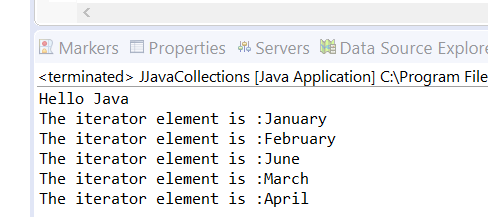 Markers Properties Servers Data Source Explore
<terminated> JJavaCollections [Java Application] C:\Program File
Hello Java
The iterator element is :January
The iterator element is :February
The iterator element is :June
The iterator element is :March
The iterator element is :April